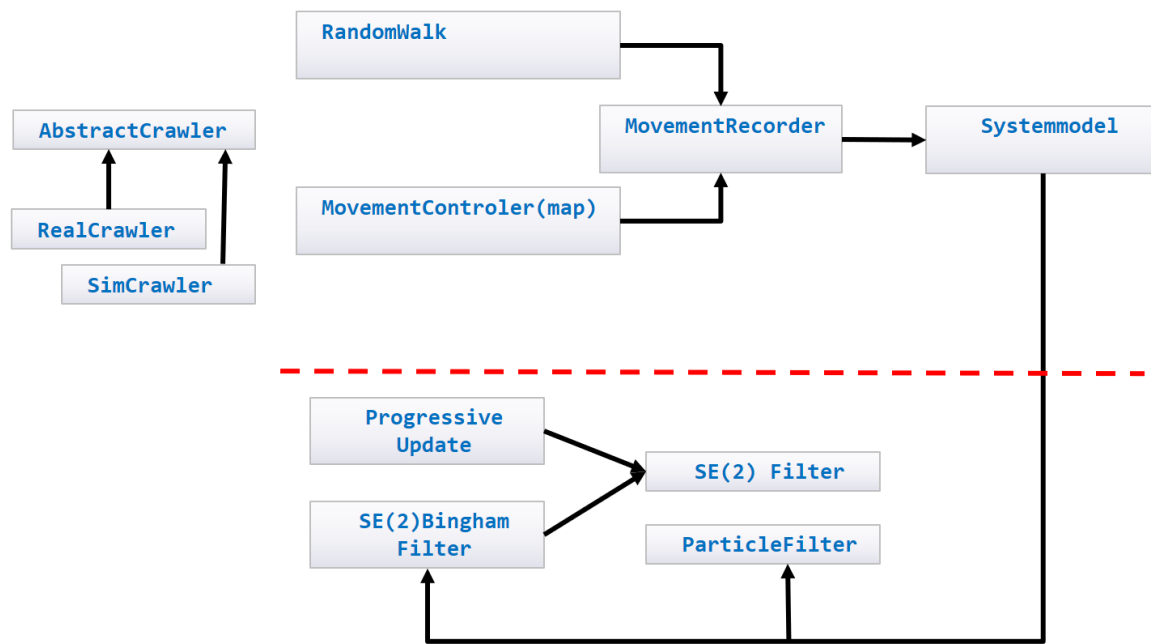 RandomWalk
AbstractCrawler
MovementRecorder
Systemmodel
MovementControler(map)
RealCrawler
SimCrawler
Progressive
Update
SE(2) Filter
SE(2)Bingham
Filter
ParticleFilter